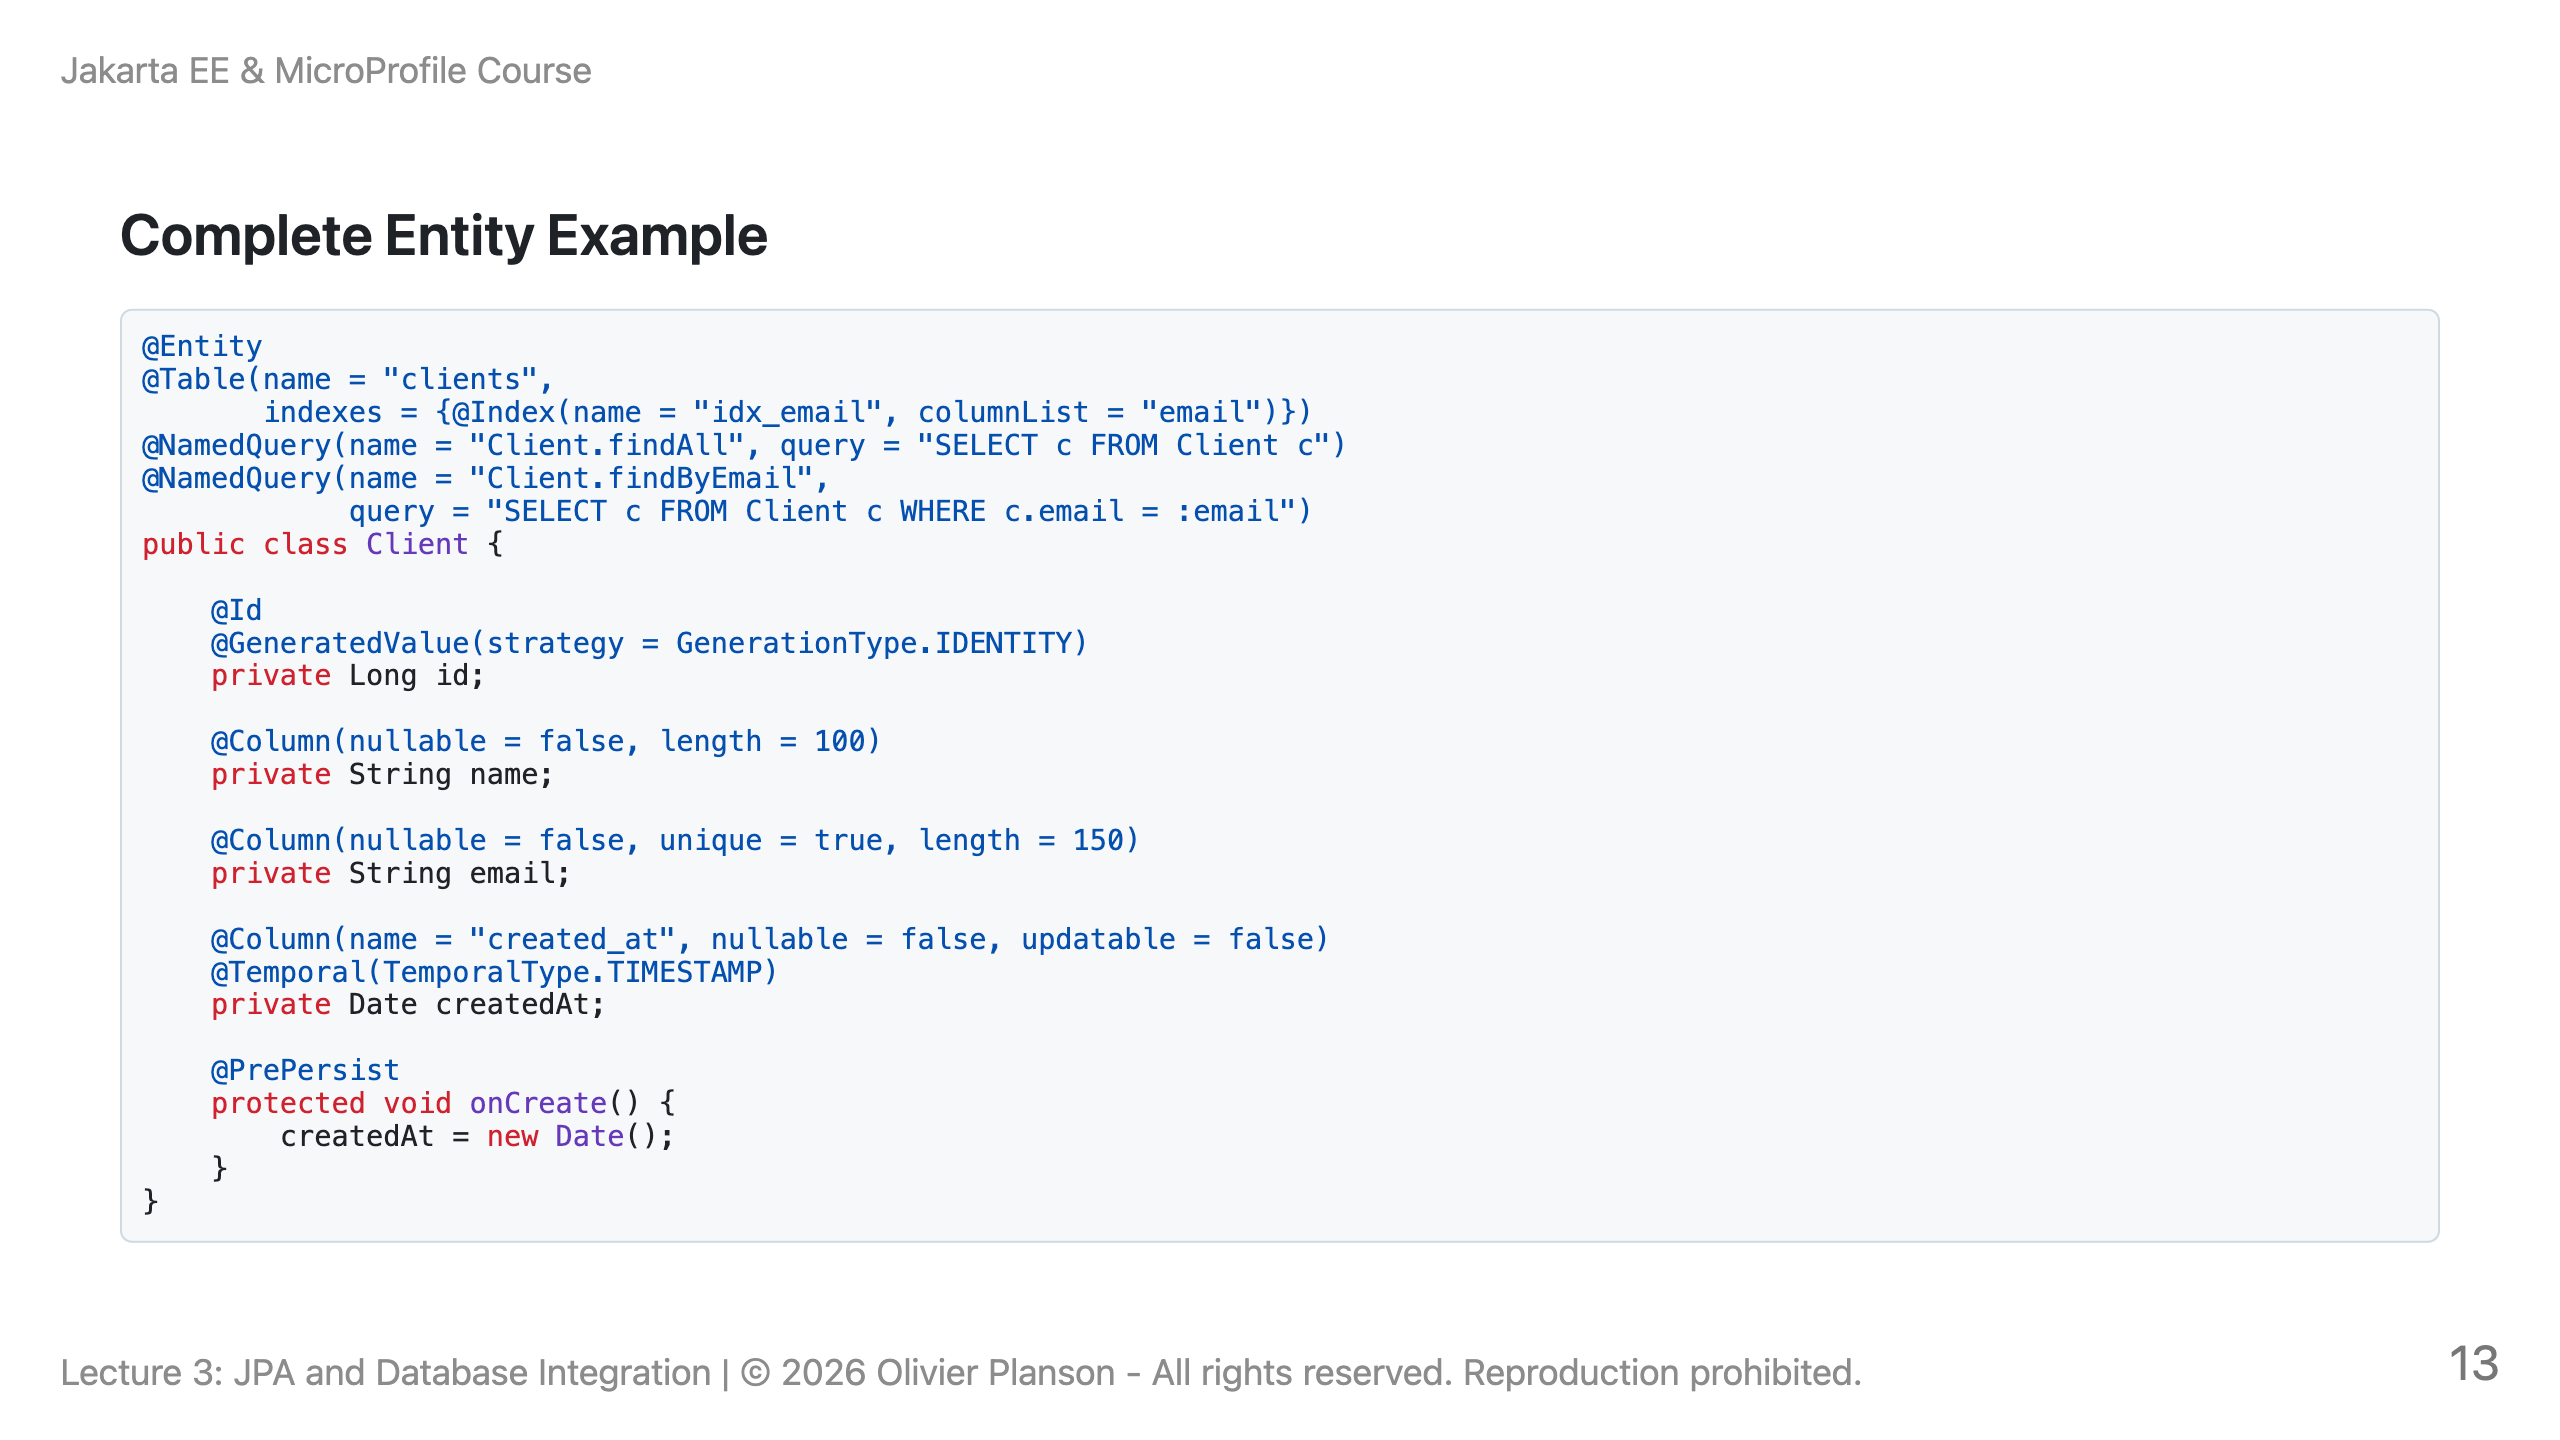 Jakarta EE & MicroProfile Course
Complete Entity Example
@Entity
@Table(name = "clients",
       indexes = {@Index(name = "idx_email", columnList = "email")})
@NamedQuery(name = "Client.findAll", query = "SELECT c FROM Client c")
@NamedQuery(name = "Client.findByEmail",
            query = "SELECT c FROM Client c WHERE c.email = :email")
public class Client {
    @Id
    @GeneratedValue(strategy = GenerationType.IDENTITY)
    private Long id;
    @Column(nullable = false, length = 100)
    private String name;
    @Column(nullable = false, unique = true, length = 150)
    private String email;
    @Column(name = "created_at", nullable = false, updatable = false)
    @Temporal(TemporalType.TIMESTAMP)
    private Date createdAt;
    @PrePersist
    protected void onCreate() {
        createdAt = new Date();
    }
}
Lecture 3: JPA and Database Integration | © 2026 Olivier Planson - All rights reserved. Reproduction prohibited.
13